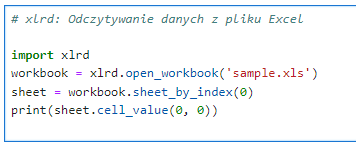 # xlrd: Odczytywanie danych z pliku Excel
import xlrd
workbook = xlrd.open_workbook('sample.xls')
sheet = workbook.sheet_by_index(0)
print(sheet.cell_value(0, 0))